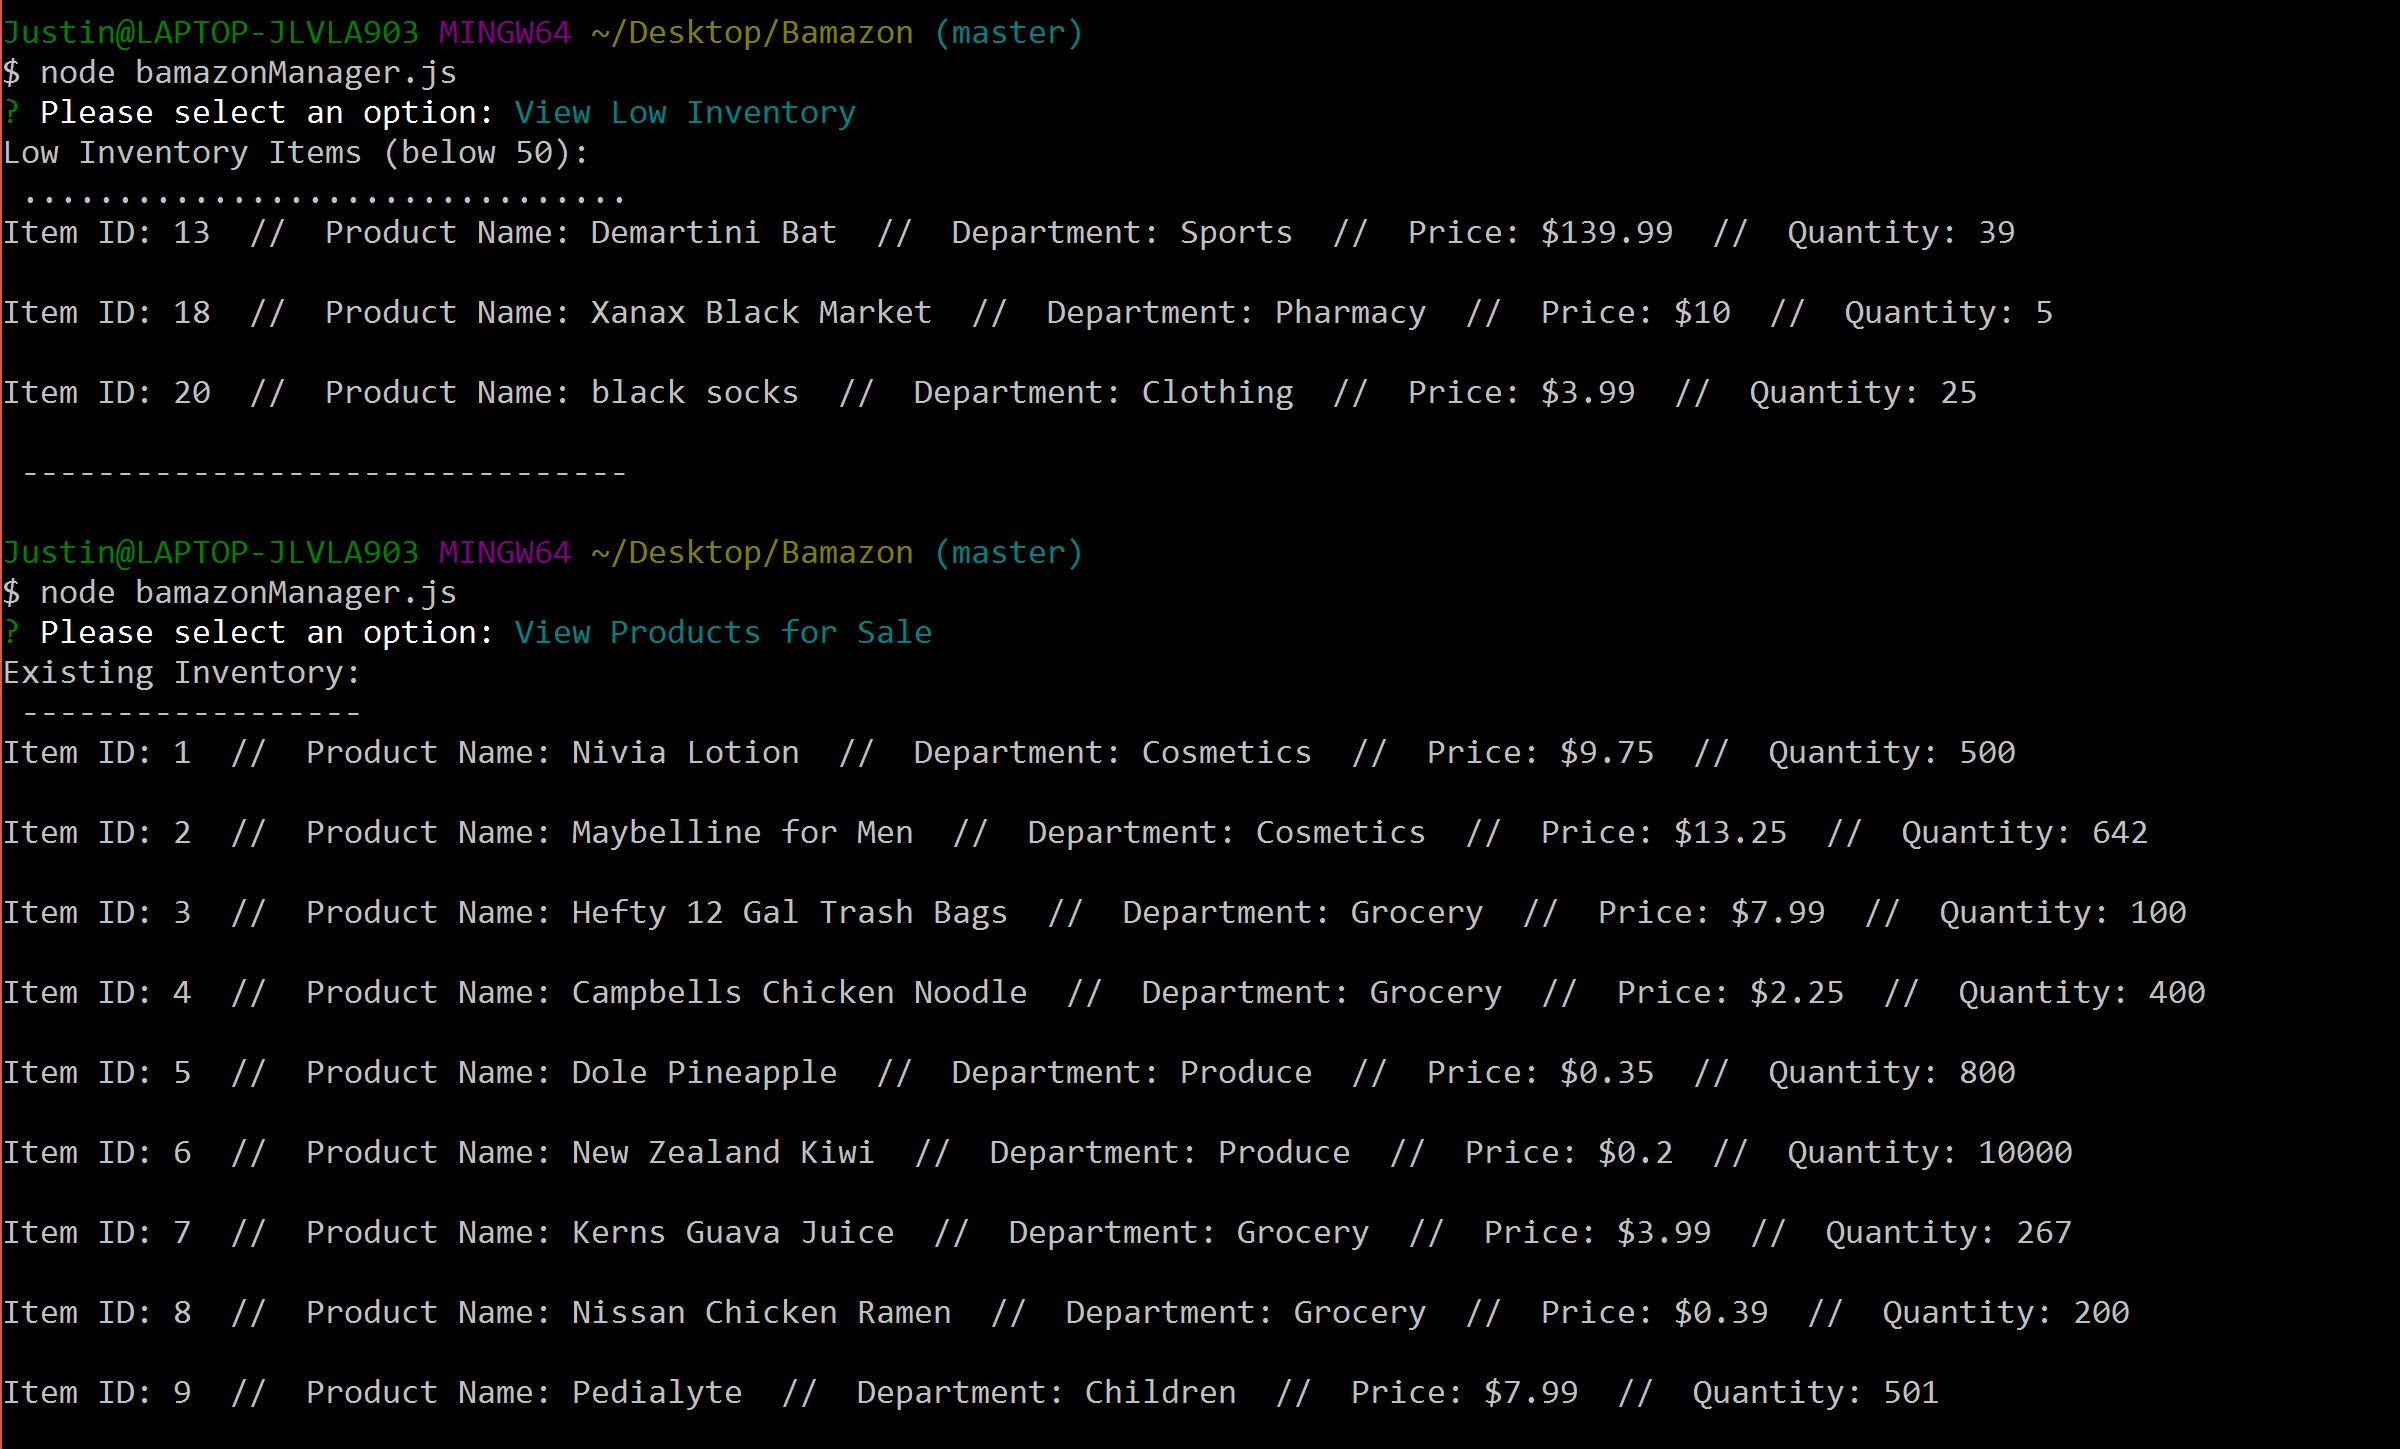 Justin@LAPTOP-JLVLA903 MINGW64 ~/Desktop/Bamazon (master)
$ node bamazonManager.js
? Please select an option: View Low Inventory
Low Inventory Items (below 50):
 ................................
Item ID: 13  //  Product Name: Demartini Bat  //  Department: Sports  //  Price: $139.99  //  Quantity: 39
Item ID: 18  //  Product Name: Xanax Black Market  //  Department: Pharmacy  //  Price: $10  //  Quantity: 5
Item ID: 20  //  Product Name: black socks  //  Department: Clothing  //  Price: $3.99  //  Quantity: 25
 --------------------------------
Justin@LAPTOP-JLVLA903 MINGW64 ~/Desktop/Bamazon (master)
$ node bamazonManager.js
? Please select an option: View Products for Sale
Existing Inventory:
 ------------------
Item ID: 1  //  Product Name: Nivia Lotion  //  Department: Cosmetics  //  Price: $9.75  //  Quantity: 500
Item ID: 2  //  Product Name: Maybelline for Men  //  Department: Cosmetics  //  Price: $13.25  //  Quantity: 642
Item ID: 3  //  Product Name: Hefty 12 Gal Trash Bags  //  Department: Grocery  //  Price: $7.99  //  Quantity: 100
Item ID: 4  //  Product Name: Campbells Chicken Noodle  //  Department: Grocery  //  Price: $2.25  //  Quantity: 400
Item ID: 5  //  Product Name: Dole Pineapple  //  Department: Produce  //  Price: $0.35  //  Quantity: 800
Item ID: 6  //  Product Name: New Zealand Kiwi  //  Department: Produce  //  Price: $0.2  //  Quantity: 10000
Item ID: 7  //  Product Name: Kerns Guava Juice  //  Department: Grocery  //  Price: $3.99  //  Quantity: 267
Item ID: 8  //  Product Name: Nissan Chicken Ramen  //  Department: Grocery  //  Price: $0.39  //  Quantity: 200
Item ID: 9  //  Product Name: Pedialyte  //  Department: Children  //  Price: $7.99  //  Quantity: 501